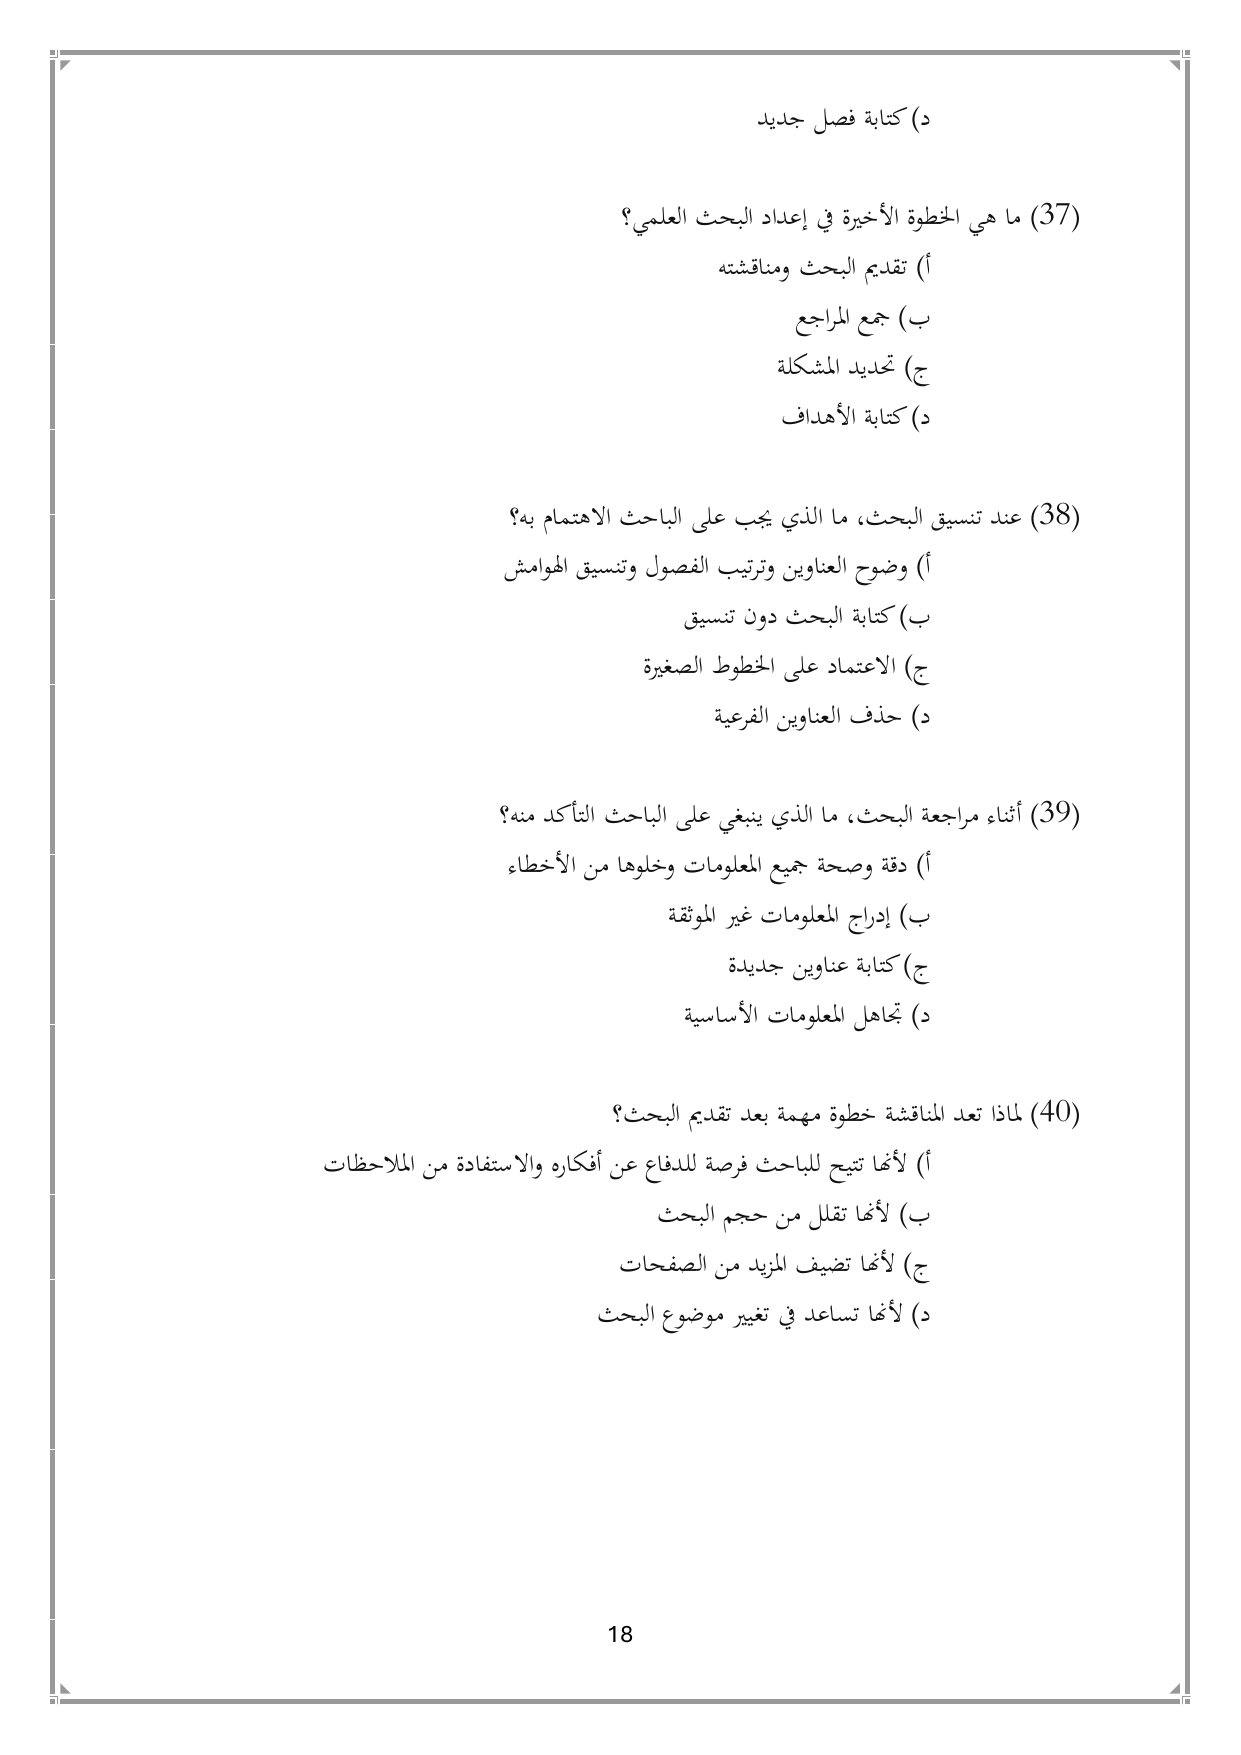 د) كتابة فصل جديد
(37) ما هي الخطوة الأخيرة في إعداد البحث العلمي؟
أ) تقديم البحث ومناقشته
ب) جمع المراجع
ج) تحديد المشكلة
د) كتابة الأهداف
(38) عند تنسيق البحث، ما الذي يجب على الباحث الاهتمام به؟
أ) وضوح العناوين وترتيب الفصول وتنسيق الهوامش
ب) كتابة البحث دون تنسيق
ج) الاعتماد على الخطوط الصغيرة
د) حذف العناوين الفرعية
(39) أثناء مراجعة البحث، ما الذي ينبغي على الباحث التأكد منه؟
أ) دقة وصحة جميع المعلومات وخلوها من الأخطاء
ب) إدراج المعلومات غير الموثقة
ج) كتابة عناوين جديدة
د) تجاهل المعلومات الأساسية
(40) لماذا تعد المناقشة خطوة مهمة بعد تقديم البحث؟
أ) لأنها تتيح للباحث فرصة للدفاع عن أفكاره والاستفادة من الملاحظات
ب) لأنها تقلل من حجم البحث
ج) لأنها تضيف المزيد من الصفحات
د) لأنها تساعد في تغيير موضوع البحث
18